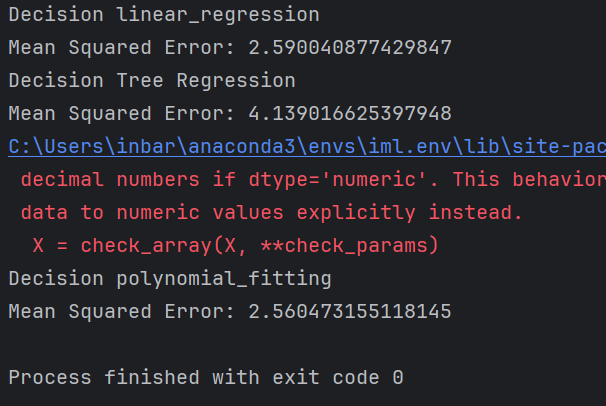 Decision linear_regression
Mean Squared Error: 2.590040877429847
Decision Tree Regression
Mean Squared Error: 4.139016625397948
C:\Users\inbar\anaconda3\envs\iml.env\lib\site-pac
decimal numbers if dtype='numeric'. This behavior
data to numeric values explicitly instead.
X = check_array(X, **check_params)
Decision polynomial_fitting
Mean Squared Error: 2.560473155118145
Process finished with exit code 0